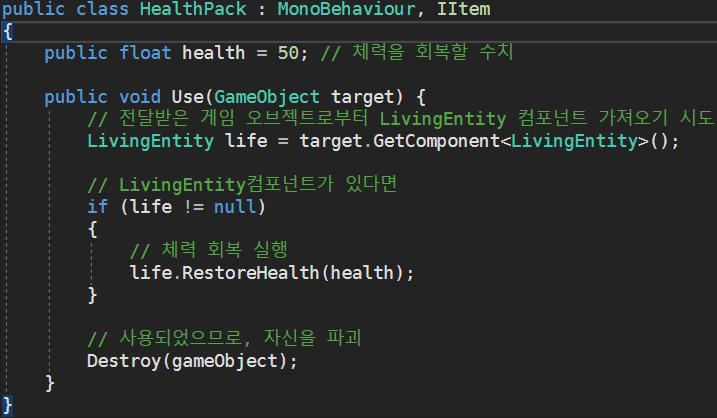 public class HealthPack : MonoBehaviour, IItem
{
    public float health = 50; // 체력을 회복할 수치

    public void Use(GameObject target) {
        // 전달받은 게임 오브젝트로부터 LivingEntity 컴포넌트 가져오기 시도
        LivingEntity life = target.GetComponent<LivingEntity>();

        // LivingEntity컴포넌트가 있다면
        if (life != null)
        {
            // 체력 회복 실행
            life.RestoreHealth(health);
        }

        // 사용되었으므로, 자신을 파괴
        Destroy(gameObject);
    }
}